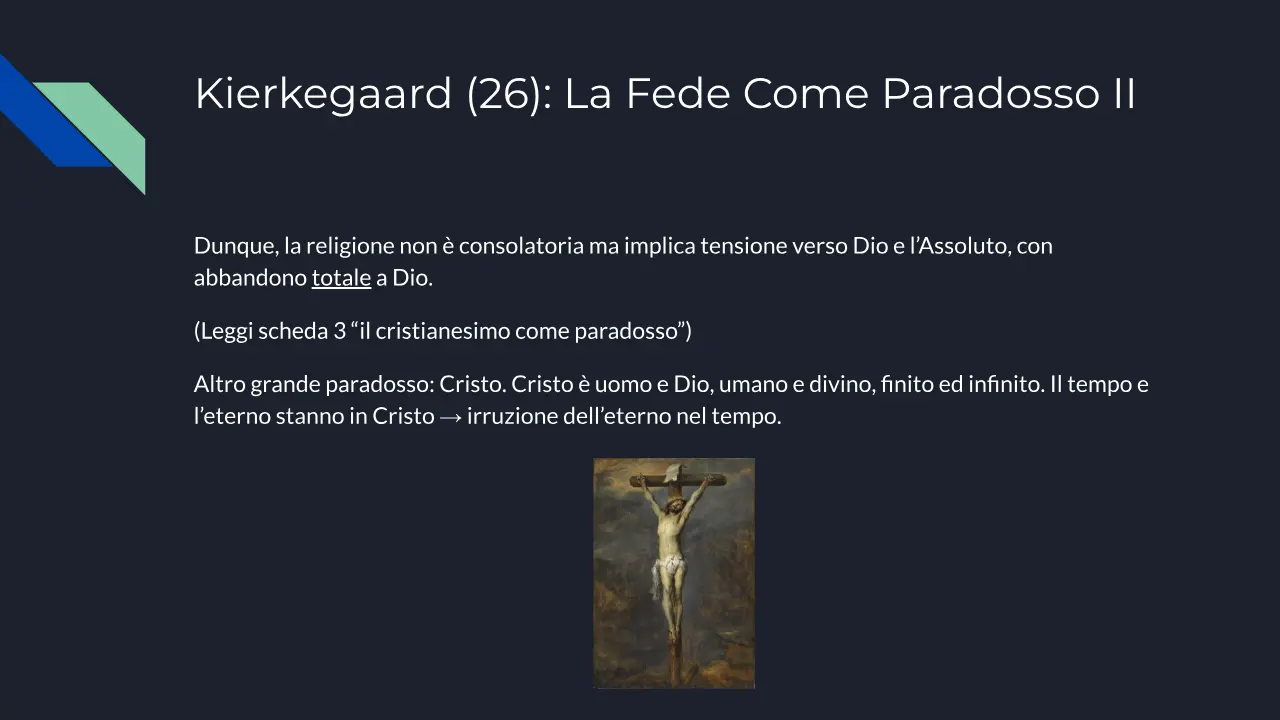 Kierkegaard (26): La Fede Come Paradosso II
Dunque, la religione non è consolatoria ma implica tensione verso Dio e l’Assoluto, con
abbandono totale a Dio.
(Leggi scheda 3 “il cristianesimo come paradosso”)
Altro grande paradosso: Cristo. Cristo è uomo e Dio, umano e divino, finito ed infinito. Il tempo e
l’eterno stanno in Cristo → irruzione dell’eterno nel tempo.